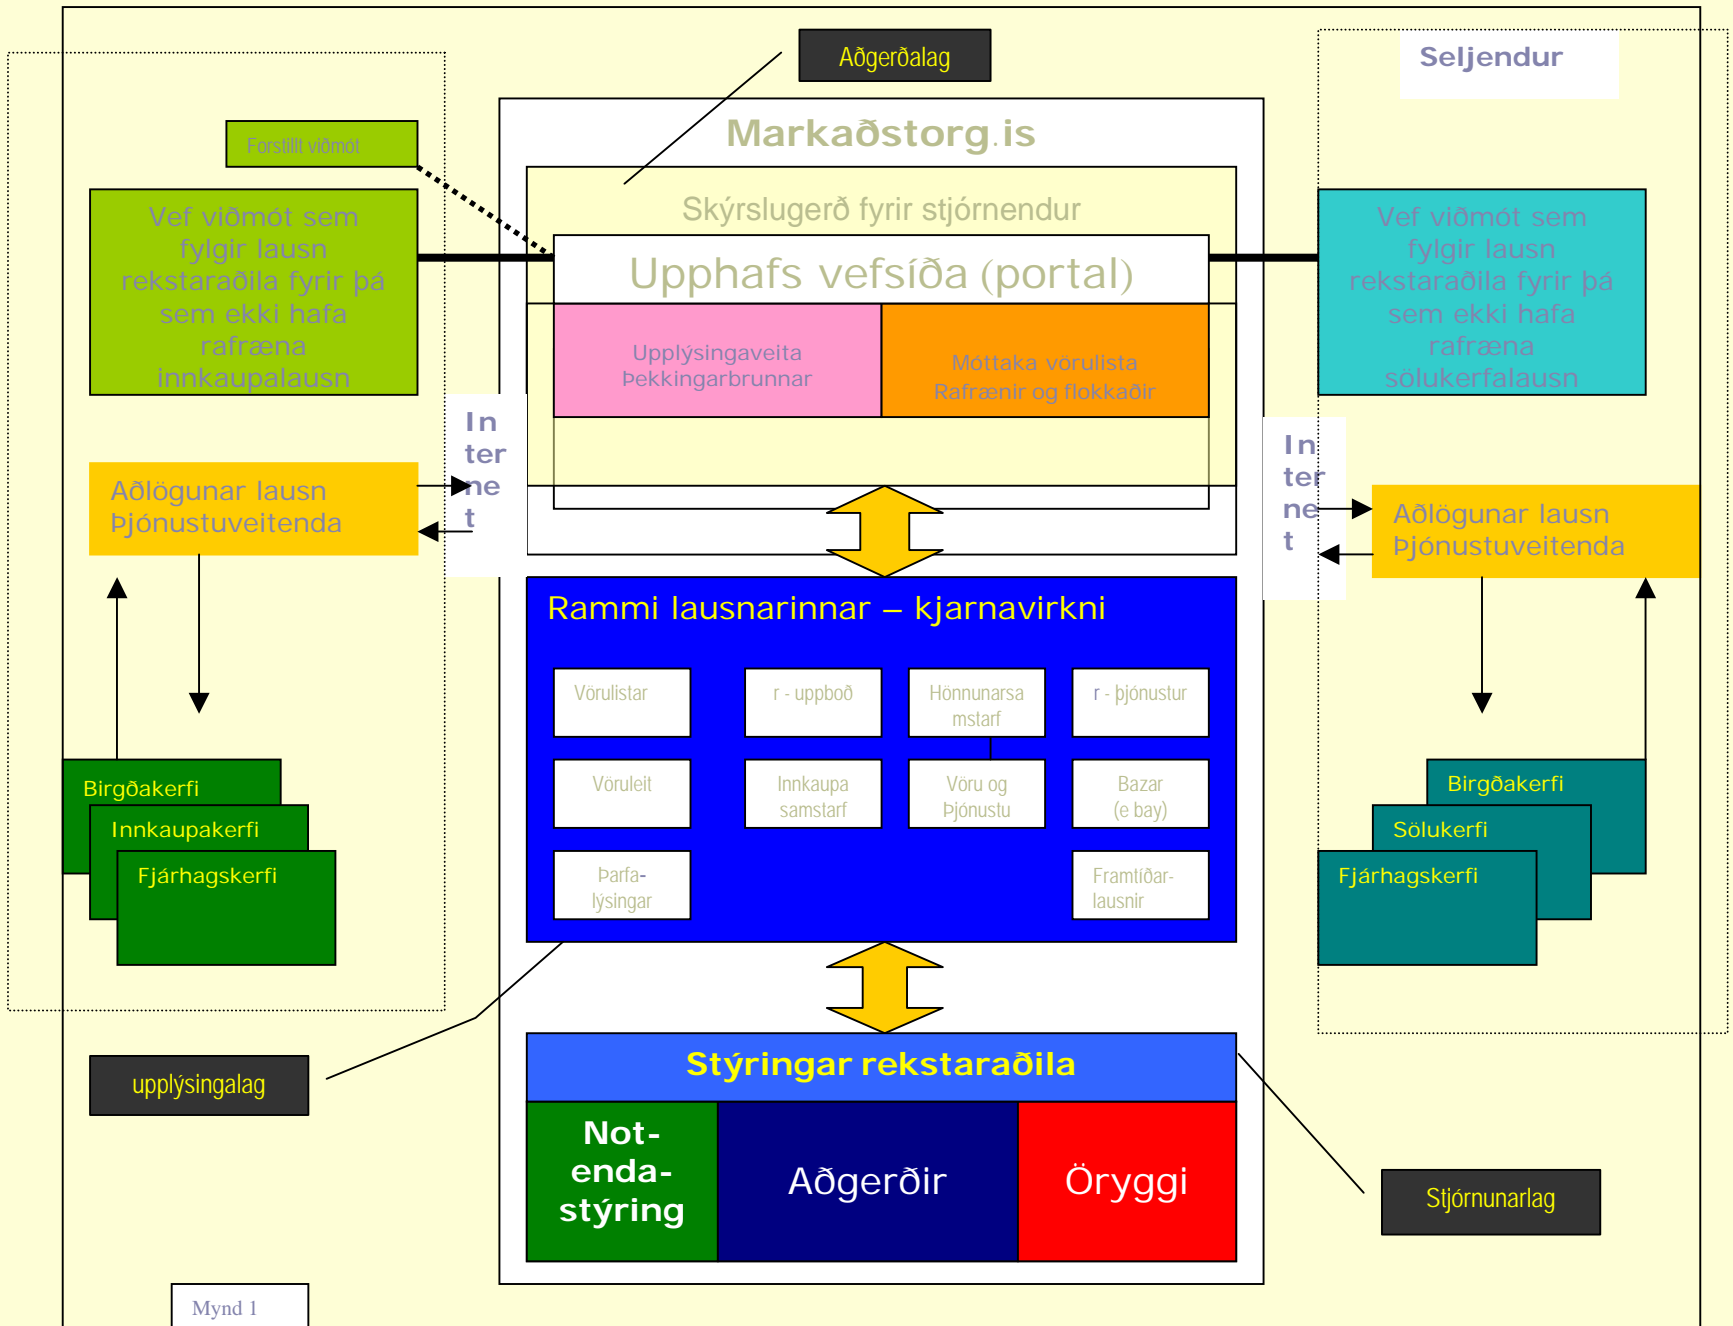 Aðgerðalag
Seljendur
Markaðstorg.is
Forstillt viðmót
Skýrslugerð fyrir stjórnendur
Vef viðmót sem
fylgir lausn
rekstaraðila fyrir þá
sem ekki hafa
rafræna
innkaupalausn
Upphafs vefsíða (portal)
Vef viðmót sem
fylgir lausn
rekstaraðila fyrir þá
sem ekki hafa
rafræna
sölukerfalausn
Upplýsingaveita
Þekkingarbrunnar
Móttaka vörulista
Rafrænir og flokkaðir
In
ter
ne
t
In
ter
ne
t
Aðlögunar lausn
Þjónustuveitenda
Aðlögunar lausn
Þjónustuveitenda
Rammi lausnarinnar – kjarnavirkni
Vörulistar
r - uppboð
Hönnunarsa
mstarf
r - þjónustur
Vöruleit
Innkaupa
samstarf
Vöru og
Þjónustu
Bazar
(e bay)
Þarfa-
lýsingar
Framtíðar-
lausnir
Birgðakerfi
Innkaupakerfi
Fjárhagskerfi
Birgðakerfi
Sölukerfi
Fjárhagskerfi
upplýsingalag
Stýringar rekstaraðila
Not-
enda-
stýring
Aðgerðir
Öryggi
Stjórnunarlag
Mynd 1